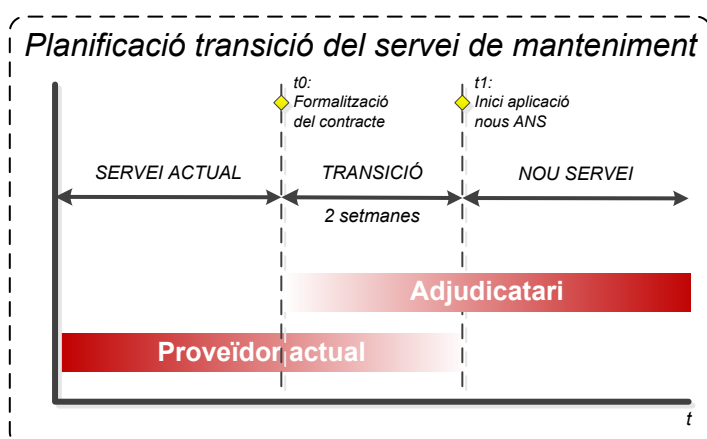 Planificació transició del servei de manteniment
t0:
Formalització
del contracte
t1:
Inici aplicació
nous ANS
SERVEI ACTUAL
TRANSICIÓ
NOU SERVEI
2 setmanes
Adjudicatari
Proveïdor actual
t